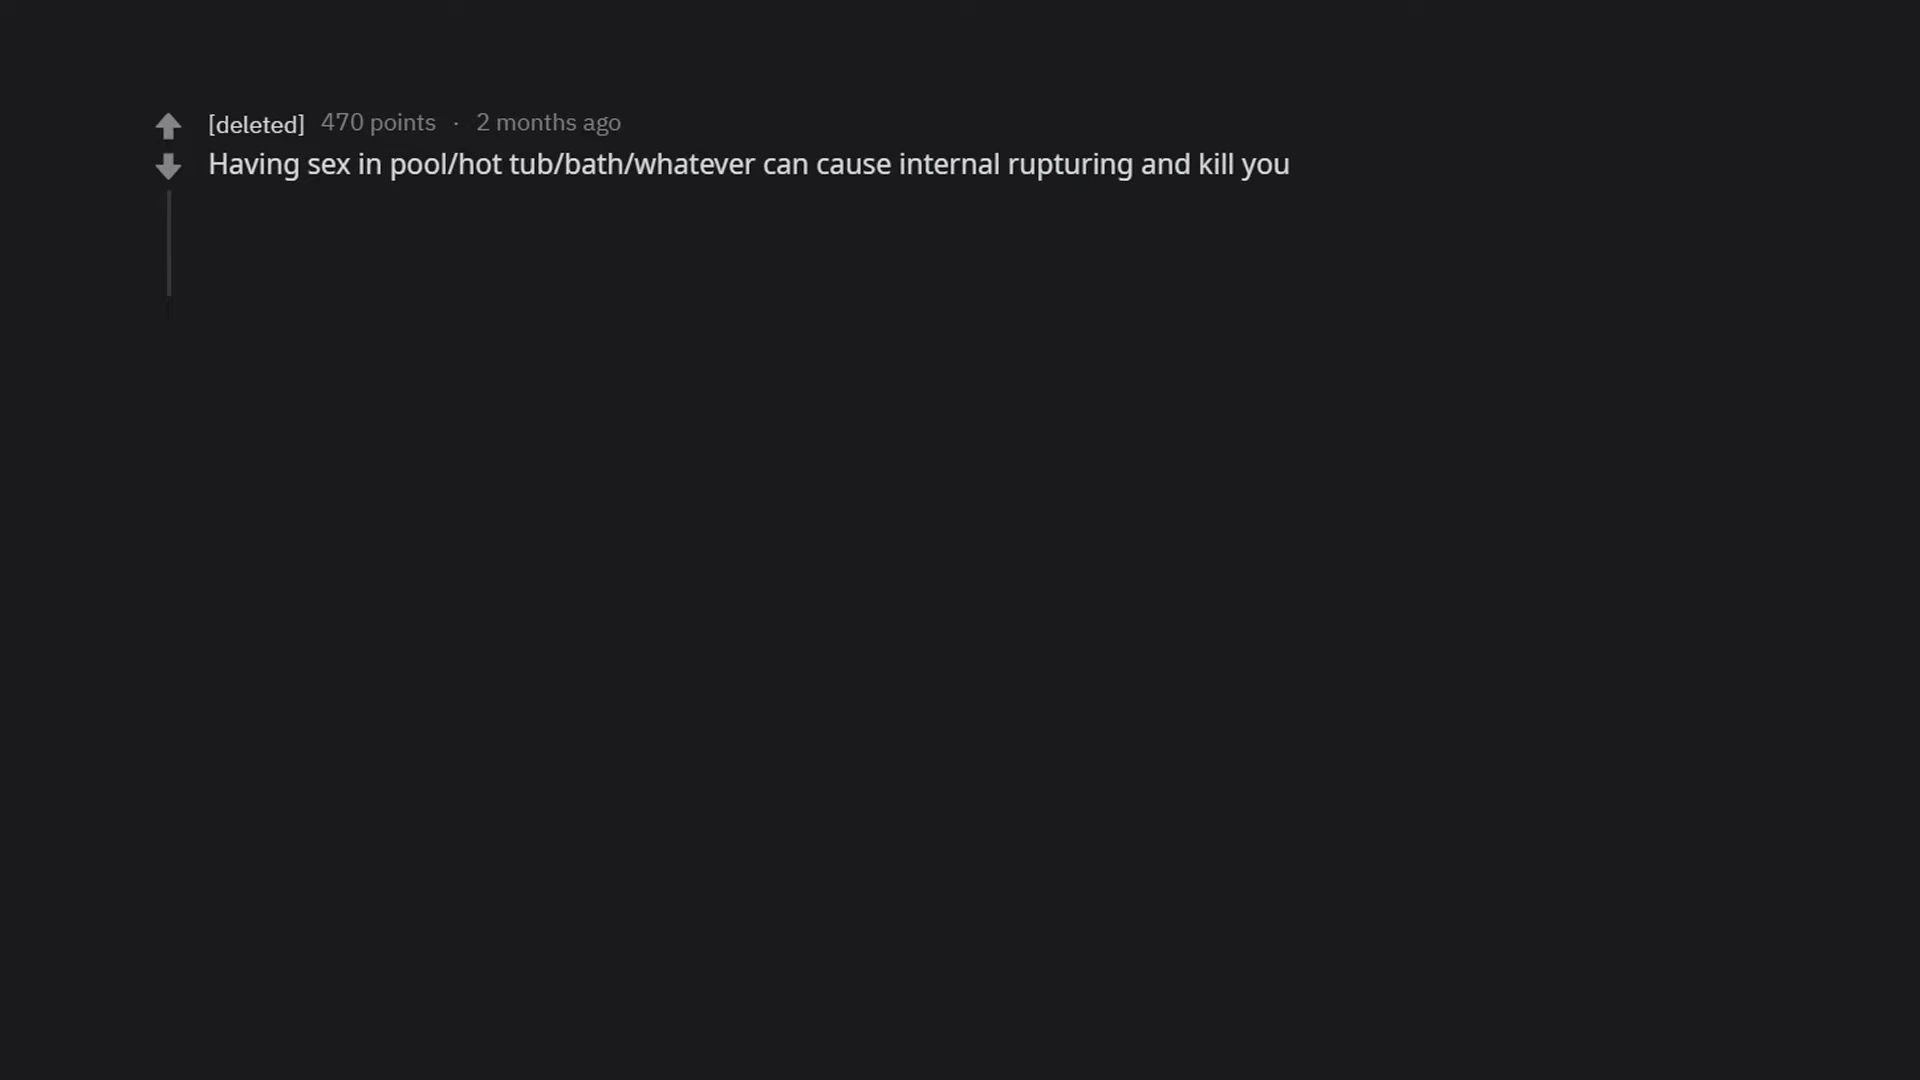 [deleted] 470 points · 2 months ago
Having sex in pool/hot tub/bath/whatever can cause internal rupturing and kill you